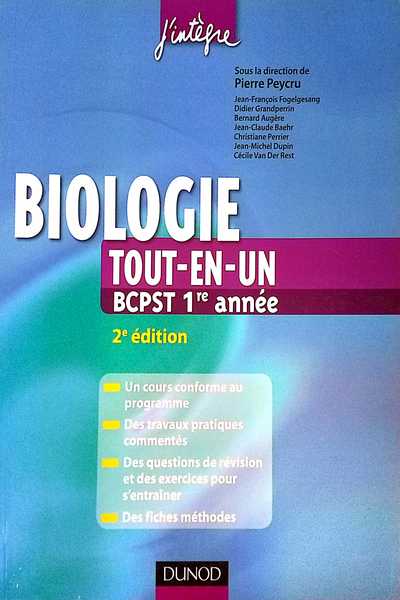 J'intègre
Sous la direction de
Pierre Peycru
Jean-François Fogelgesang
Didier Grandperrin
Bernard Augère
Jean-Claude Baehr
Christiane Perrier
Jean-Michel Dupin
Cécile Van Der Rest
BIOLOGIE
TOUT-EN-UN
BCPST 1re année
2e édition
Un cours conforme au
programme
Des travaux pratiques
commentés
Des questions de révision
et des exercices pour
s'entraîner
Des fiches méthodes
DUNOD